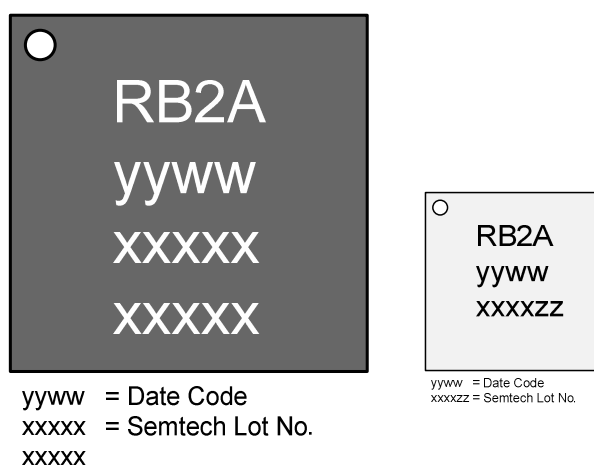 RB2A
yyww
xxxxx
xxxxx
yyww = Date Code
xxxxx = Semtech Lot No.
xxxxx
RB2A
yyww
xxxxzz
yyww = Date Code
xxxxzz = Semtech Lot No.